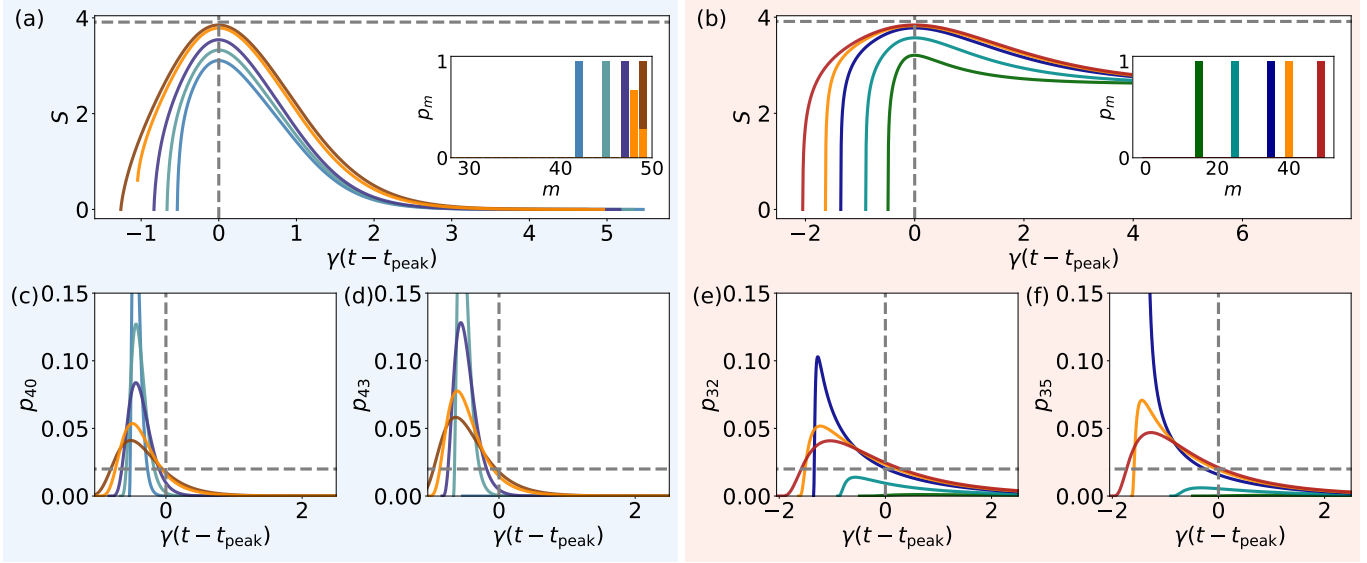 (a)
4
2
0
S
−1
0
1
2
3
4
5
γ(t − t_peak)
1
0
p_m
30
40
50
m
(b)
4
2
0
S
−2
0
2
4
6
γ(t − t_peak)
1
0
p_m
0
20
40
m
(c)
0.15
0.10
0.05
0.00
p_40
0
2
γ(t − t_peak)
(d)
0.15
0.10
0.05
0.00
p_43
0
2
γ(t − t_peak)
(e)
0.15
0.10
0.05
0.00
p_32
−2
0
2
γ(t − t_peak)
(f)
0.15
0.10
0.05
0.00
p_35
−2
0
2
γ(t − t_peak)